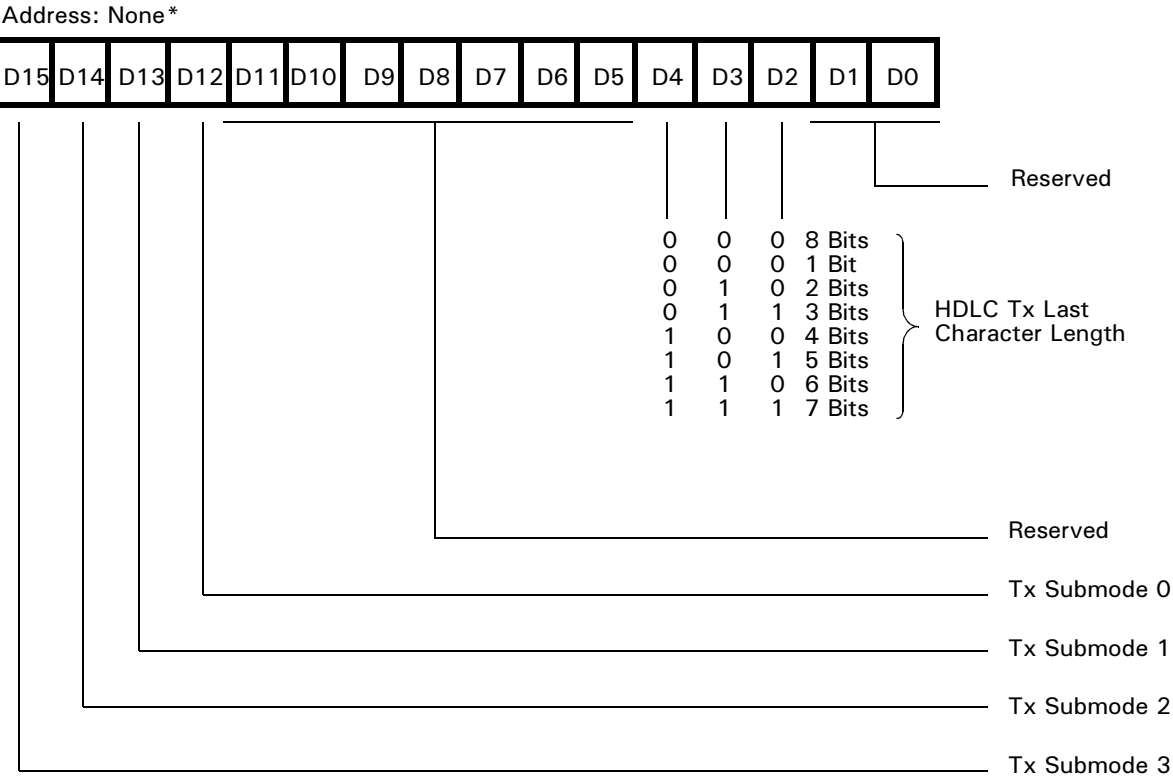 Address: None*
D15 D14 D13 D12 D11 D10 D9 D8 D7 D6 D5 D4 D3 D2 D1 D0
Reserved
0 0 0 8 Bits
0 0 0 1 Bit
0 1 0 2 Bits
0 1 1 3 Bits
1 0 0 4 Bits
1 0 1 5 Bits
1 1 0 6 Bits
1 1 1 7 Bits
HDLC Tx Last
Character Length
Reserved
Tx Submode 0
Tx Submode 1
Tx Submode 2
Tx Submode 3